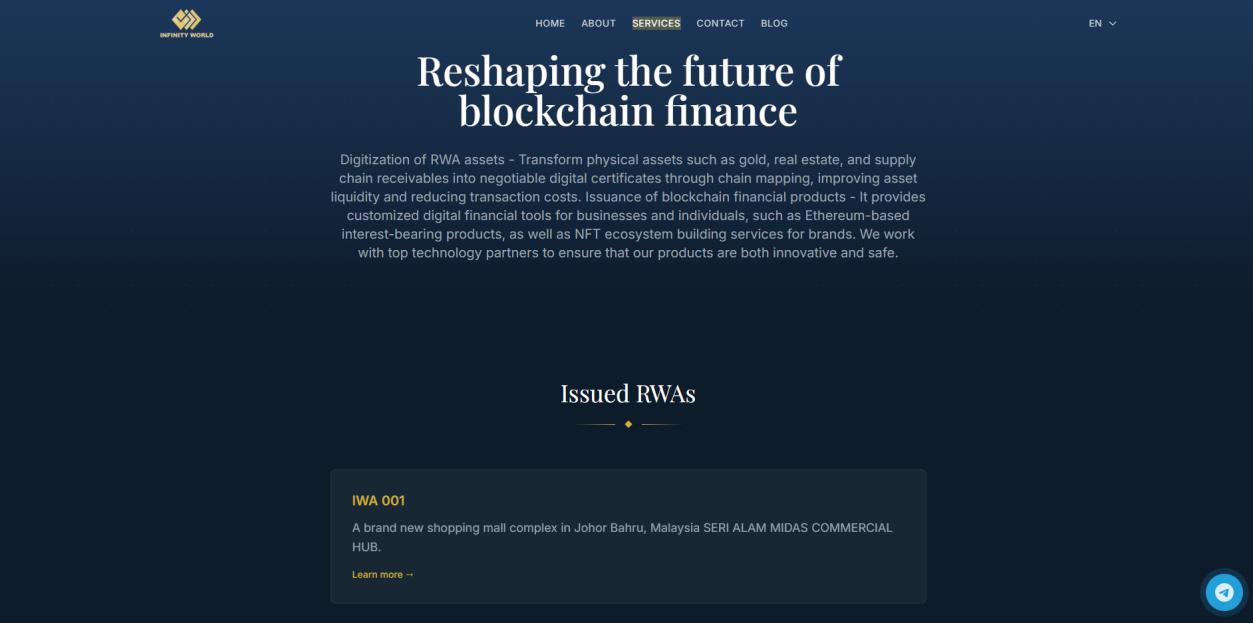 INFINITY WORLD
HOME ABOUT SERVICES CONTACT BLOG EN
Reshaping the future of
blockchain finance
Digitization of RWA assets - Transform physical assets such as gold, real estate, and supply
chain receivables into negotiable digital certificates through chain mapping, improving asset
liquidity and reducing transaction costs. Issuance of blockchain financial products - It provides
customized digital financial tools for businesses and individuals, such as Ethereum-based
interest-bearing products, as well as NFT ecosystem building services for brands. We work
with top technology partners to ensure that our products are both innovative and safe.
Issued RWAs
IWA 001
A brand new shopping mall complex in Johor Bahru, Malaysia SERI ALAM MIDAS COMMERCIAL
HUB.
Learn more →